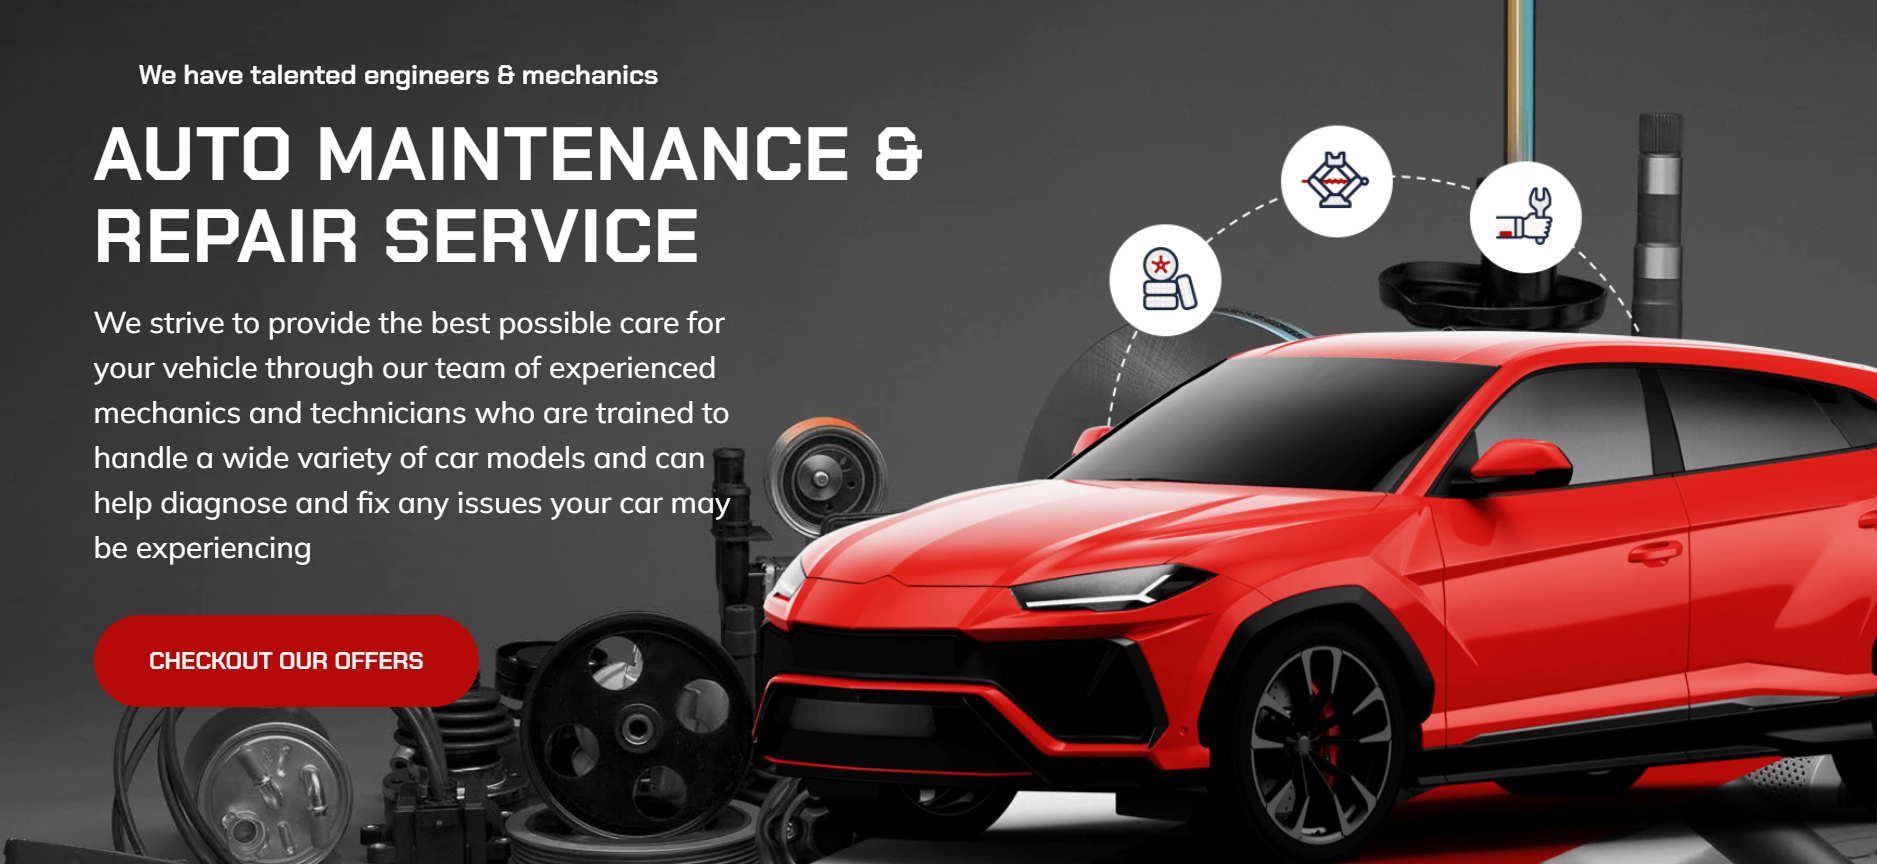 We have talented engineers & mechanics
AUTO MAINTENANCE &
REPAIR SERVICE
We strive to provide the best possible care for
your vehicle through our team of experienced
mechanics and technicians who are trained to
handle a wide variety of car models and can
help diagnose and fix any issues your car may
be experiencing
CHECKOUT OUR OFFERS